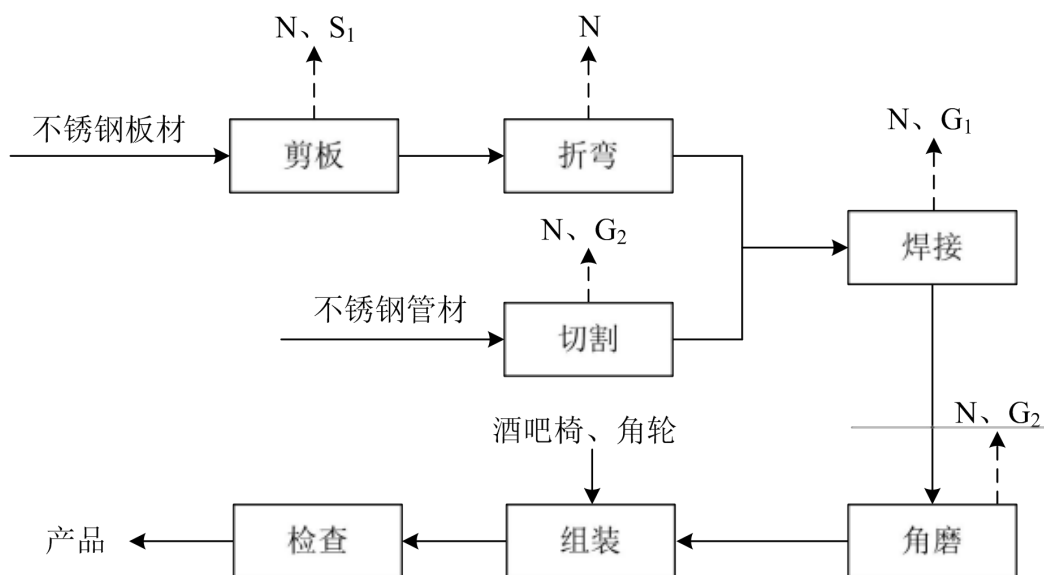 N、S₁
N
不锈钢板材
剪板
折弯
N、G₁
N、G₂
焊接
不锈钢管材
切割
酒吧椅、角轮
N、G₂
产品
检查
组装
角磨